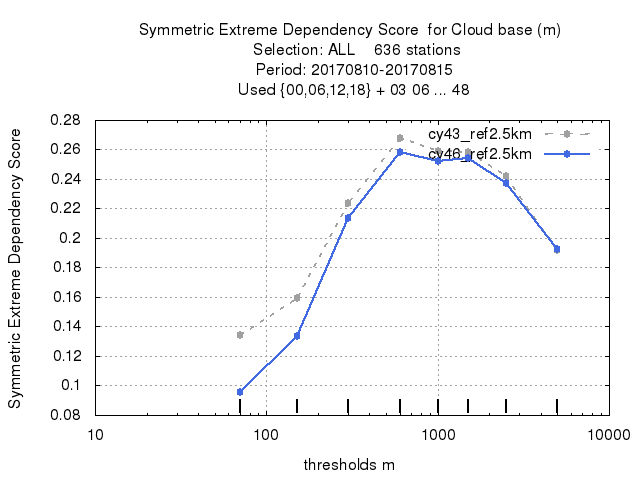 Symmetric Extreme Dependency Score  for Cloud base (m)
Selection: ALL    636 stations
Period: 20170810-20170815
Used {00,06,12,18} + 03 06 ... 48
cy43_ref2.5km
cy46_ref2.5km
Symmetric Extreme Dependency Score
0.28
0.26
0.24
0.22
0.2
0.18
0.16
0.14
0.12
0.1
0.08
10 100 1000 10000
thresholds m